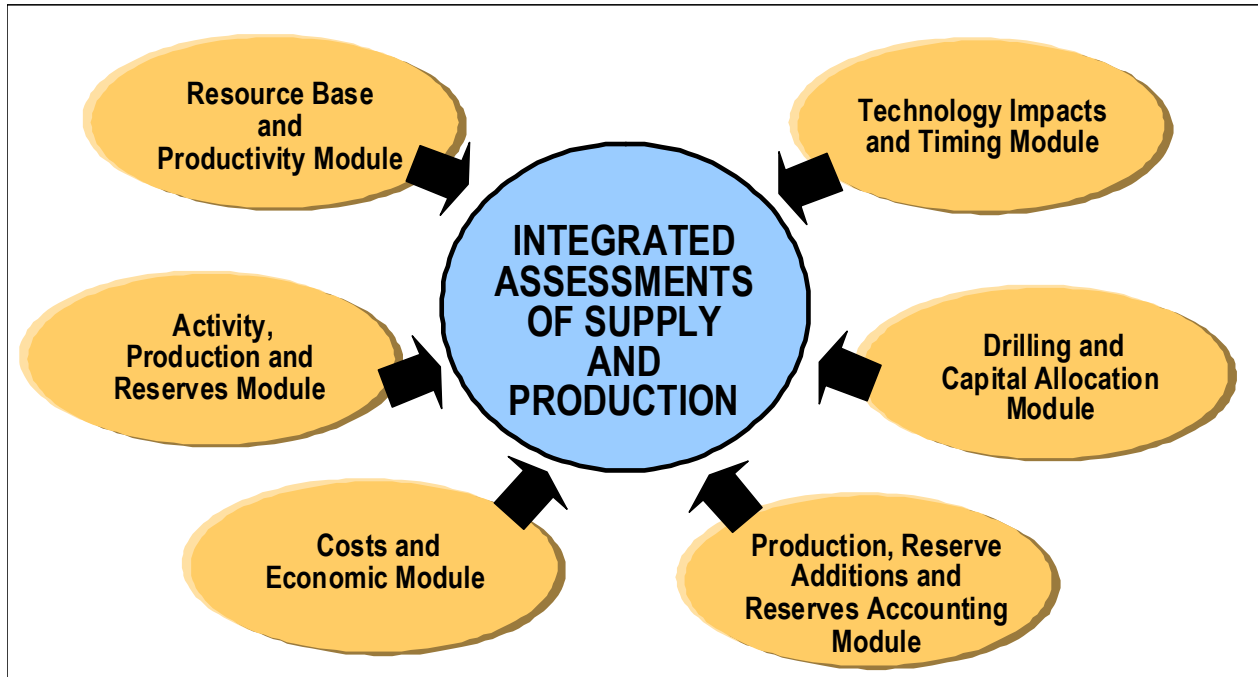 Resource Base
and
Productivity Module
Technology Impacts
and Timing Module
INTEGRATED
ASSESSMENTS
OF SUPPLY
AND
PRODUCTION
Activity,
Production and
Reserves Module
Drilling and
Capital Allocation
Module
Costs and
Economic Module
Production, Reserve
Additions and
Reserves Accounting
Module